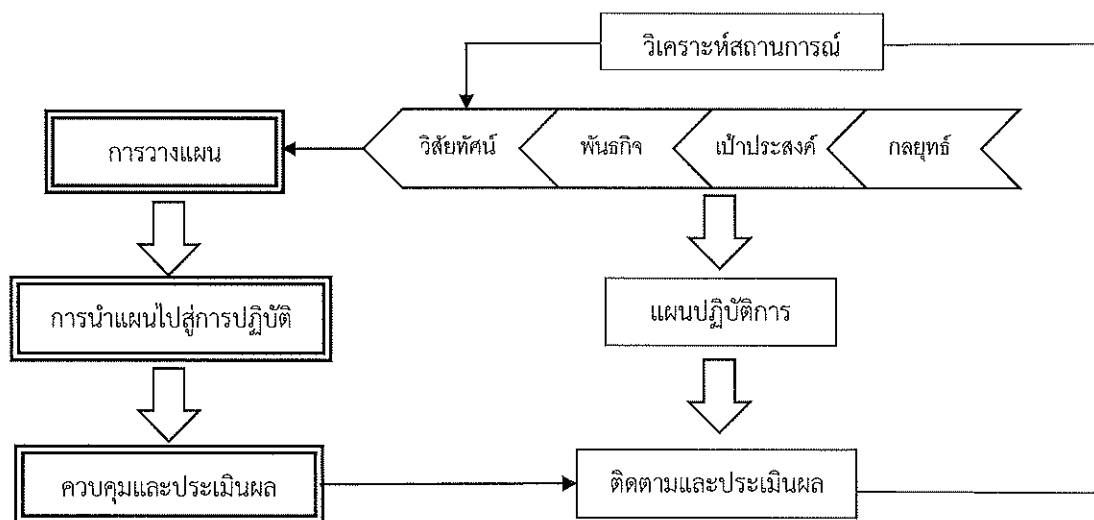 วิเคราะห์สถานการณ์
การวางแผน
วิสัยทัศน์
พันธกิจ
เป้าประสงค์
กลยุทธ์
การนำแผนไปสู่การปฏิบัติ
แผนปฏิบัติการ
ควบคุมและประเมินผล
ติดตามและประเมินผล